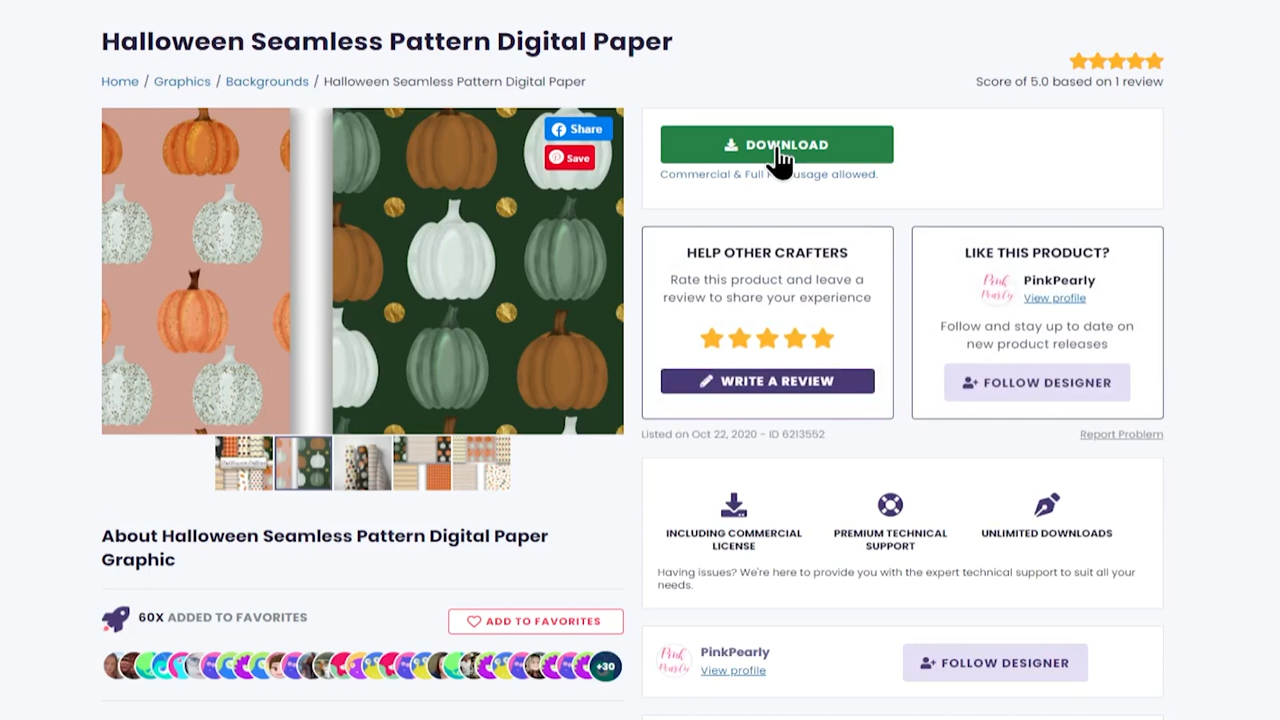 Halloween Seamless Pattern Digital Paper
Home / Graphics / Backgrounds / Halloween Seamless Pattern Digital Paper
Score of 5.0 based on 1 review
Share
Save
DOWNLOAD
Commercial & Full usage allowed.
HELP OTHER CRAFTERS
Rate this product and leave a
review to share your experience
WRITE A REVIEW
LIKE THIS PRODUCT?
Pink
Pearly
PinkPearly
View profile
Follow and stay up to date on
new product releases
FOLLOW DESIGNER
Listed on Oct 22, 2020 - ID 6213552
Report Problem
INCLUDING COMMERCIAL
LICENSE
PREMIUM TECHNICAL
SUPPORT
UNLIMITED DOWNLOADS
Having issues? We're here to provide you with the expert technical support to suit all your
needs.
About Halloween Seamless Pattern Digital Paper
Graphic
60X ADDED TO FAVORITES
ADD TO FAVORITES
+30
Pink
Pearly
PinkPearly
View profile
FOLLOW DESIGNER